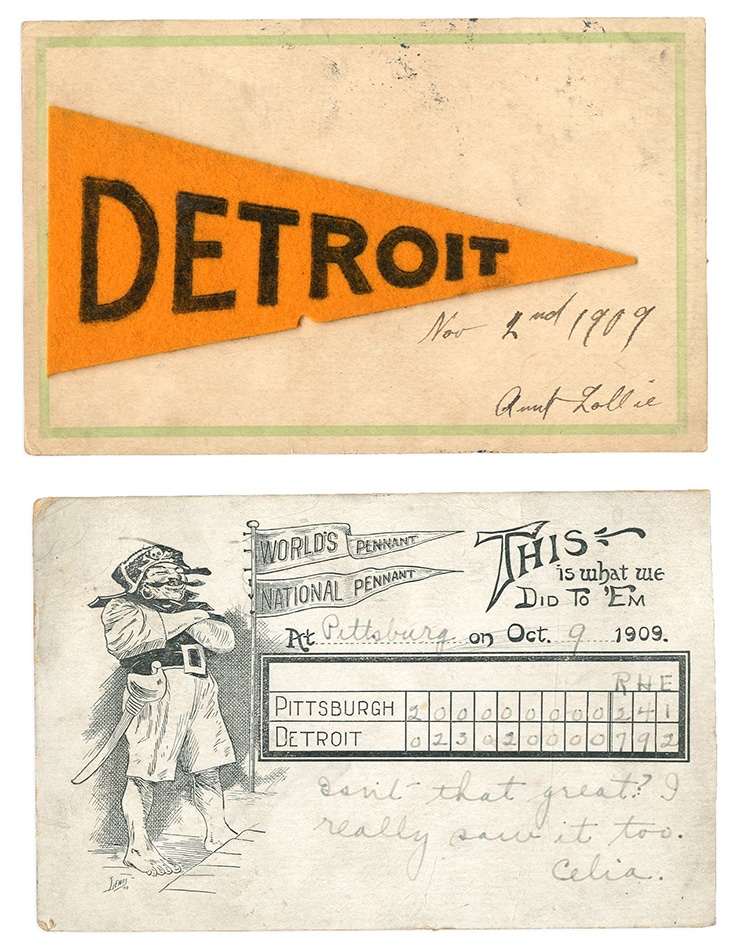 DETROIT
Nov 2nd 1909
Aunt Lollie
WORLD'S PENNANT
NATIONAL PENNANT
THIS
is what we
DID TO 'EM
At Pittsburg on Oct. 9 1909.
R H E
PITTSBURGH 2 0 0 0 0 0 0 0 0 2 4 1
DETROIT 0 2 3 0 2 0 0 0 0 7 9 2
Isn't that great? I
really saw it too.
Celia.